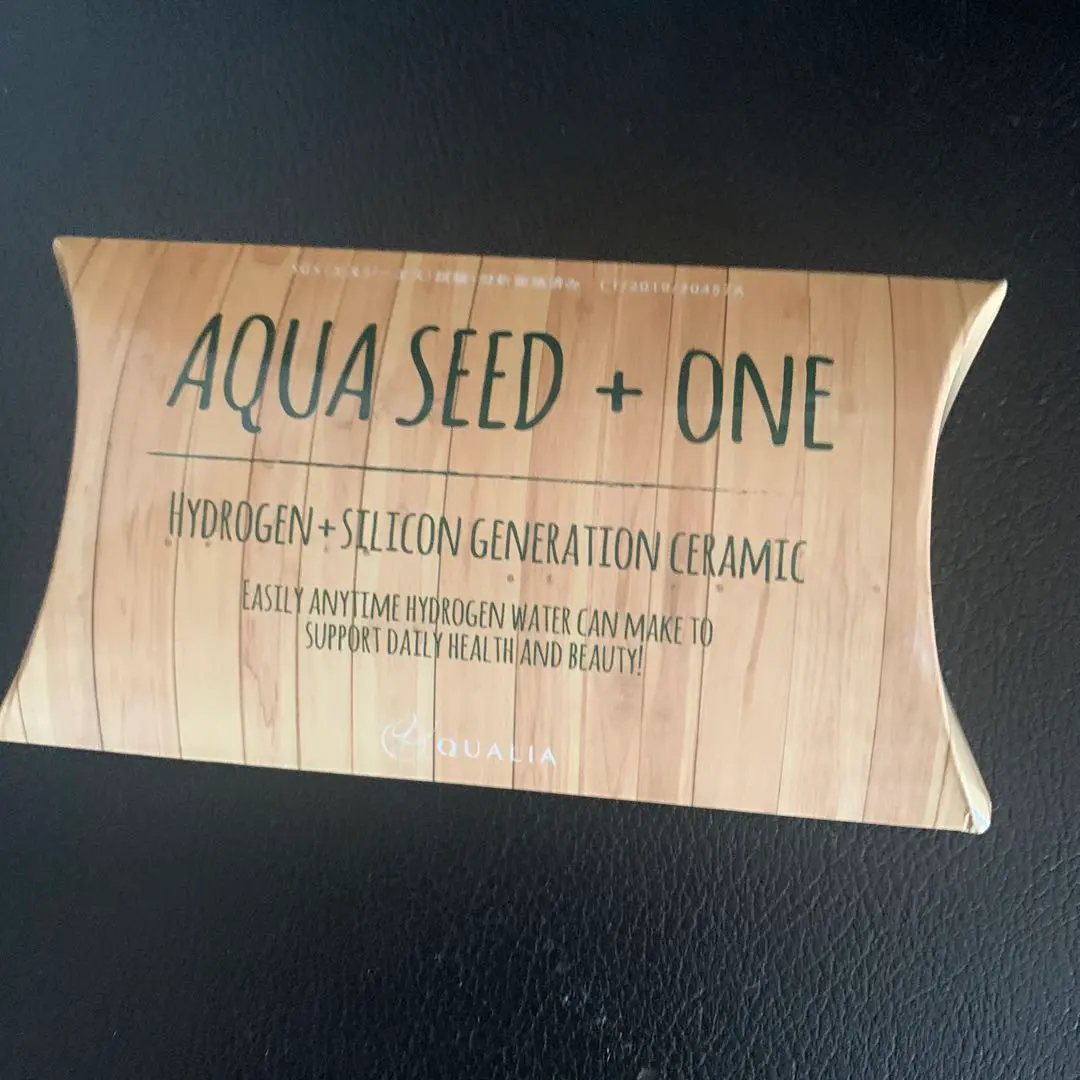 AQUA SEED + ONE
HYDROGEN + SILICON GENERATION CERAMIC
EASILY ANYTIME HYDROGEN WATER CAN MAKE TO
SUPPORT DAILY HEALTH AND BEAUTY!
QUALIA